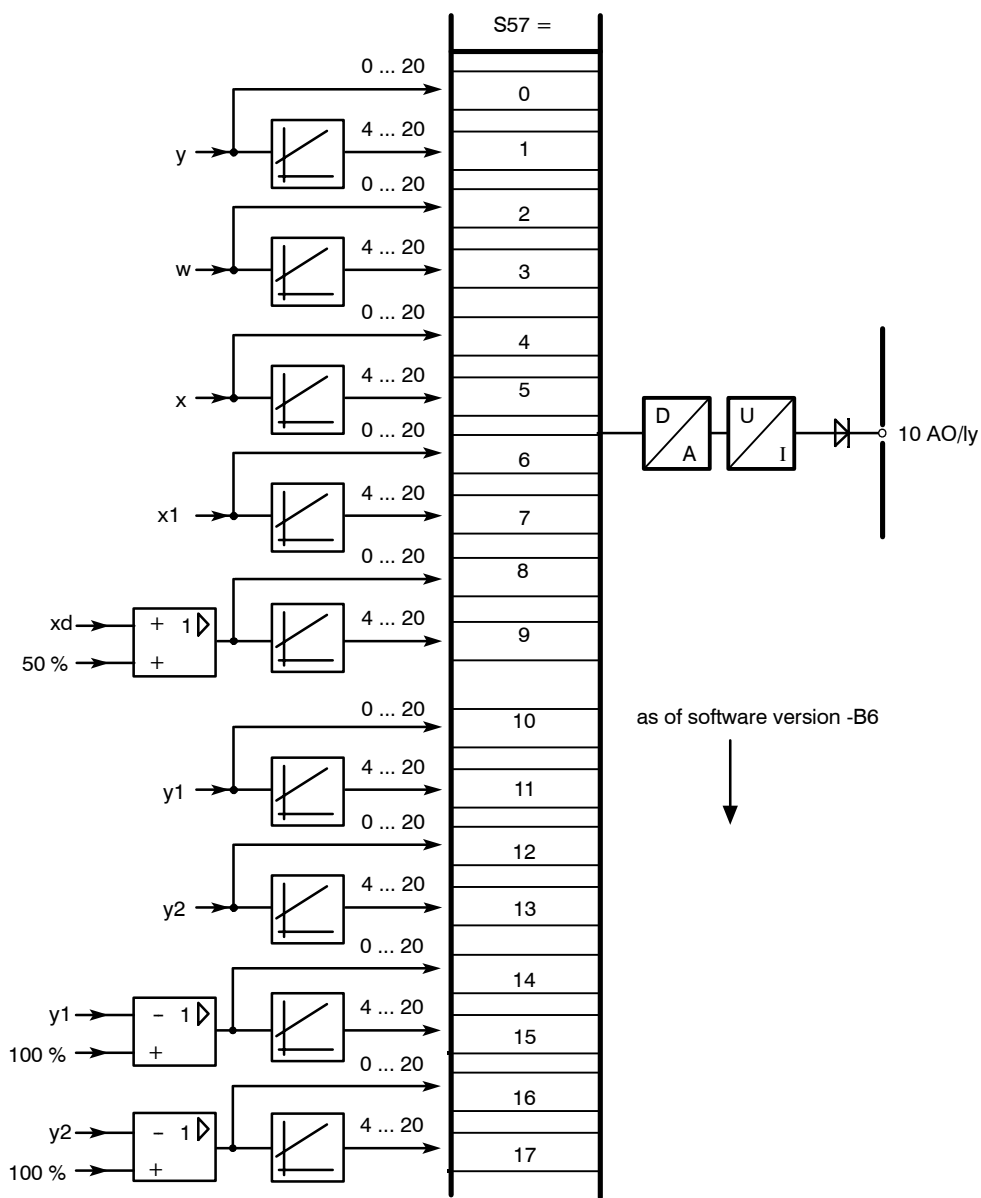 S57 =
0 ... 20
0
y
4 ... 20
1
0 ... 20
2
w
4 ... 20
3
0 ... 20
4
x
4 ... 20
5
0 ... 20
6
x1
4 ... 20
7
D
A
U
I
10 AO/ly
0 ... 20
8
xd
+ 1
4 ... 20
9
50 %
+
0 ... 20
10
as of software version -B6
y1
4 ... 20
11
0 ... 20
12
y2
4 ... 20
13
0 ... 20
14
y1
− 1
4 ... 20
15
100 %
+
0 ... 20
16
y2
− 1
4 ... 20
17
100 %
+